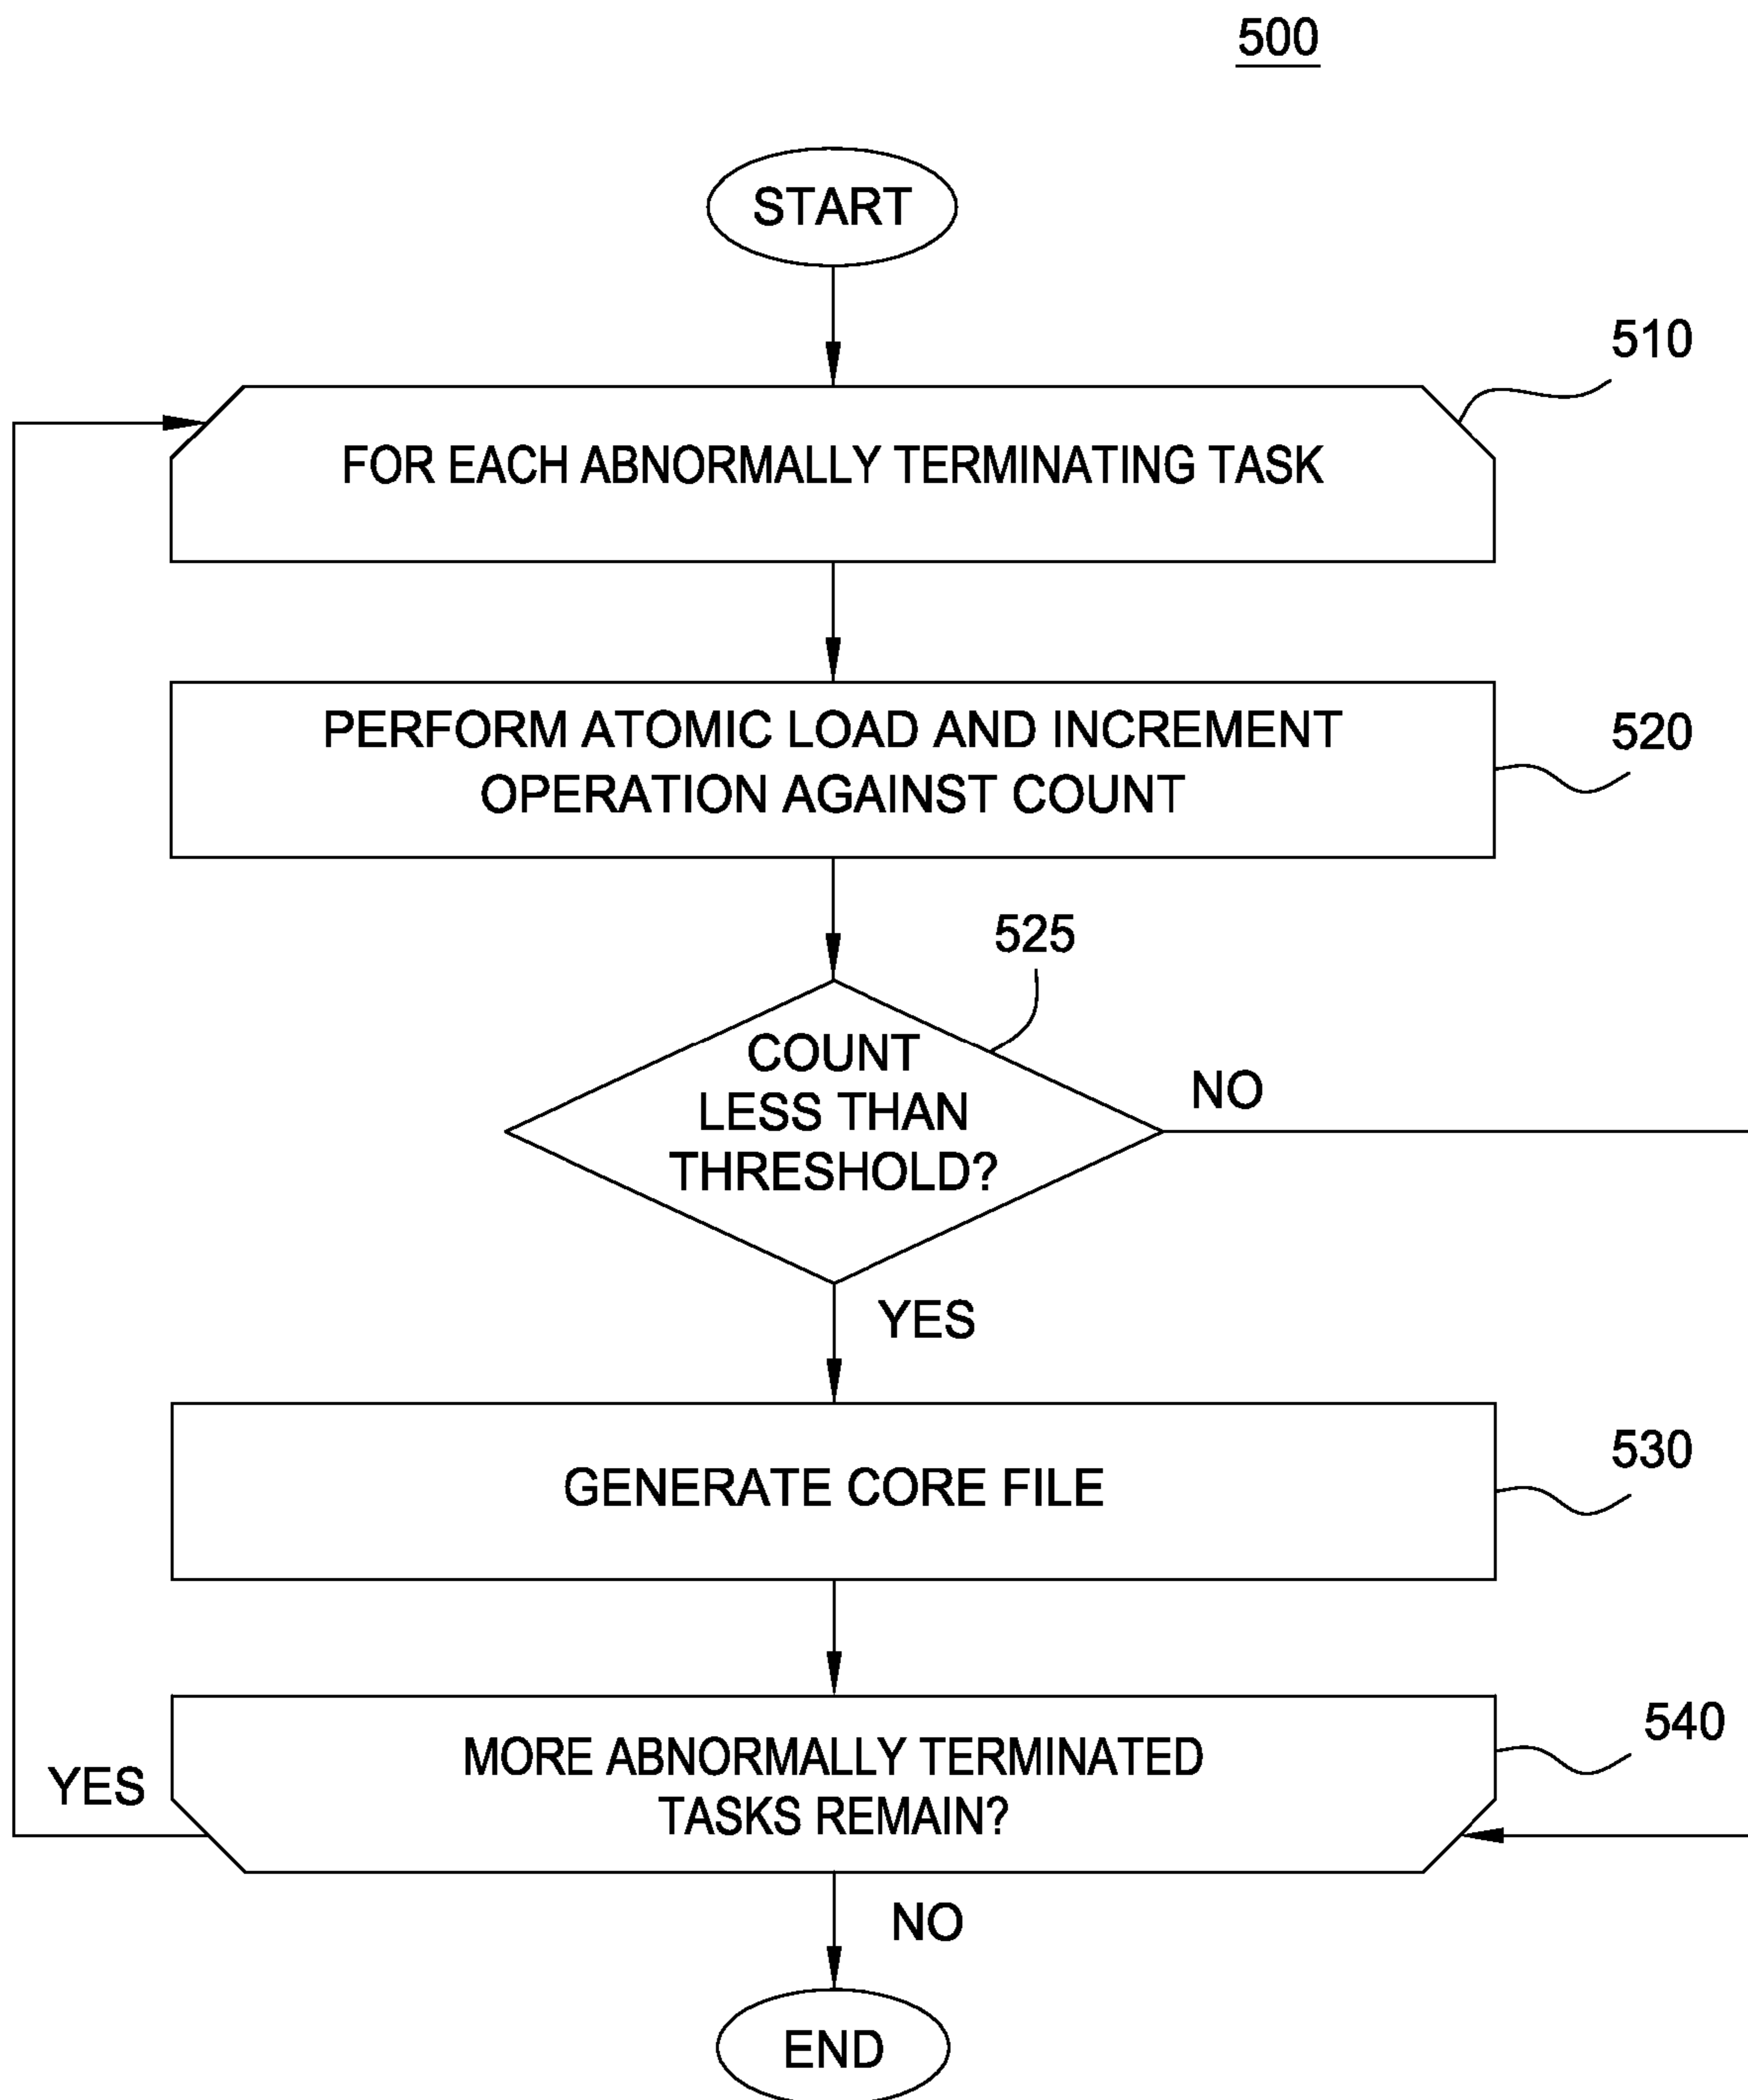 500
START
510
FOR EACH ABNORMALLY TERMINATING TASK
PERFORM ATOMIC LOAD AND INCREMENT
OPERATION AGAINST COUNT
520
525
COUNT
LESS THAN
THRESHOLD?
NO
YES
GENERATE CORE FILE
530
540
MORE ABNORMALLY TERMINATED
TASKS REMAIN?
YES
NO
END